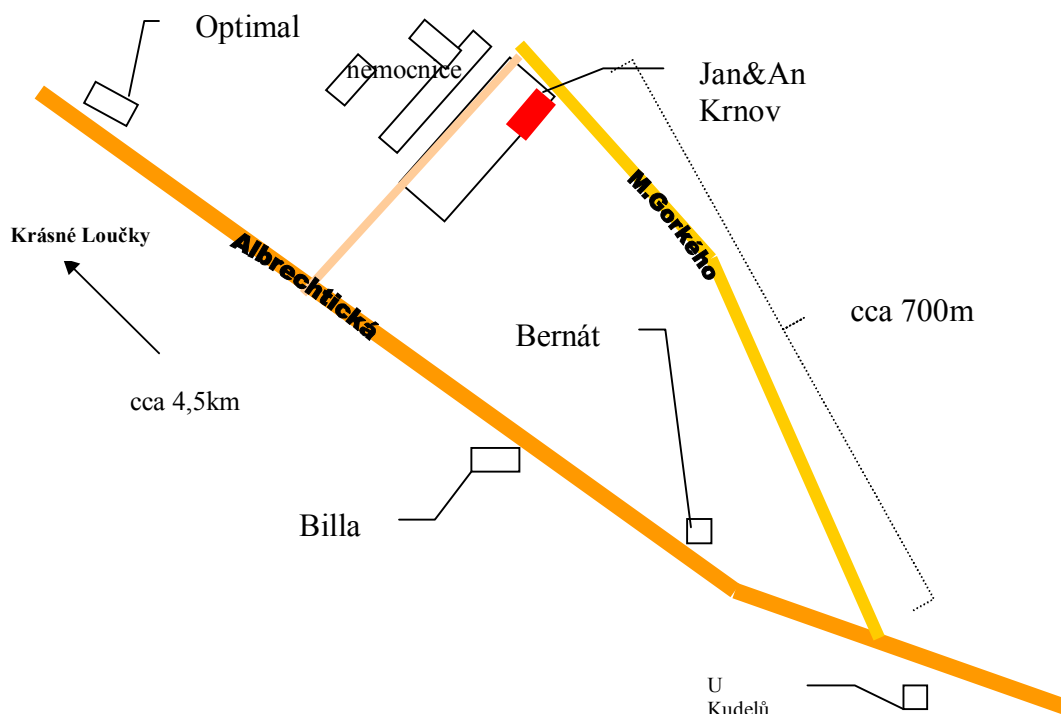 Optimal
nemocnice
Jan&An
Krnov
M.Gorkého
Krásné Loučky
Albrechtická
cca 700m
Bernát
cca 4,5km
Billa
U
Kudelů